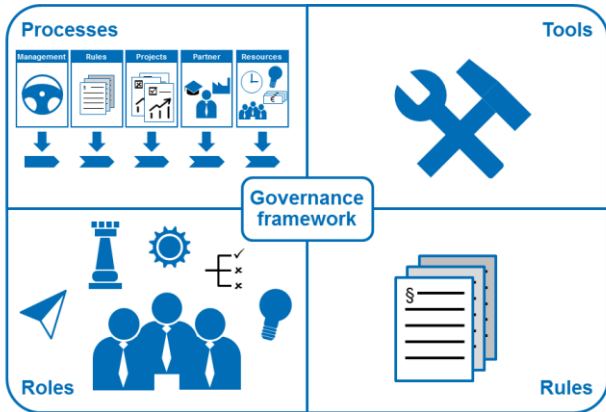 Processes
Tools
Management
Rules
Projects
Partner
Resources
§
€
Governance
framework
§
Roles
Rules